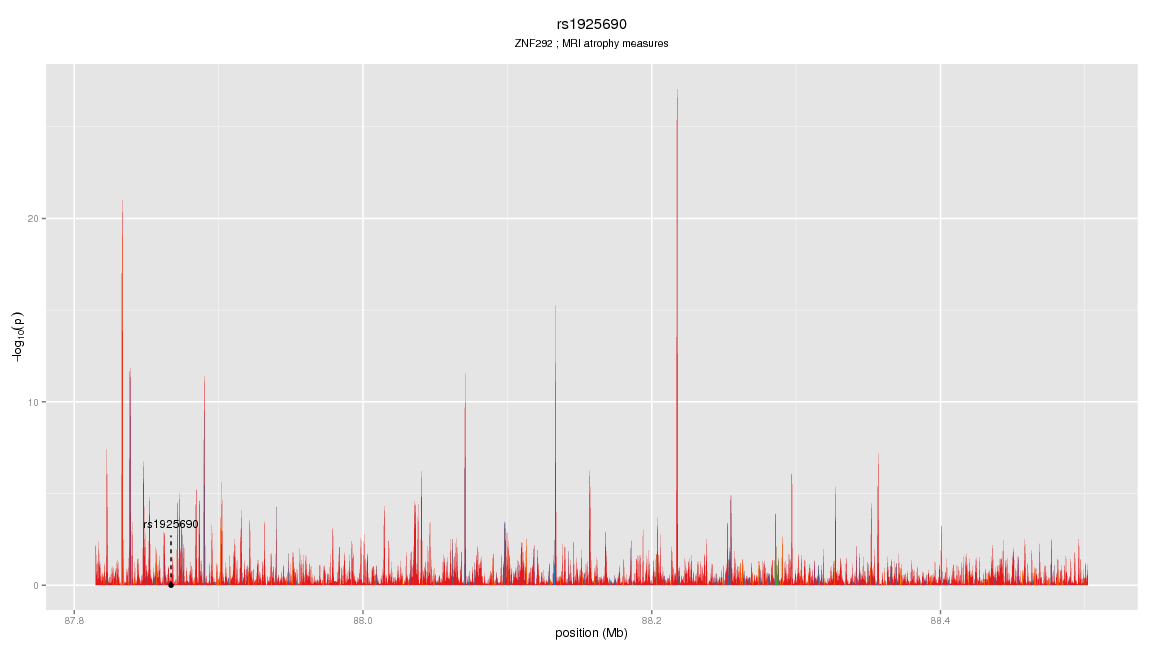 rs1925690
ZNF292 ; MRI atrophy measures
−log10(p)
20
10
0
rs1925690
87.8
88.0
88.2
88.4
position (Mb)